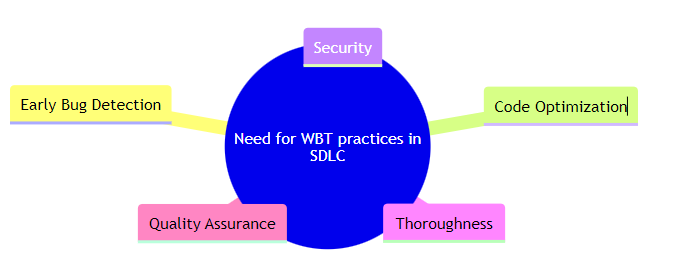 Security
Early Bug Detection
Code Optimization
Need for WBT practices in
SDLC
Quality Assurance
Thoroughness